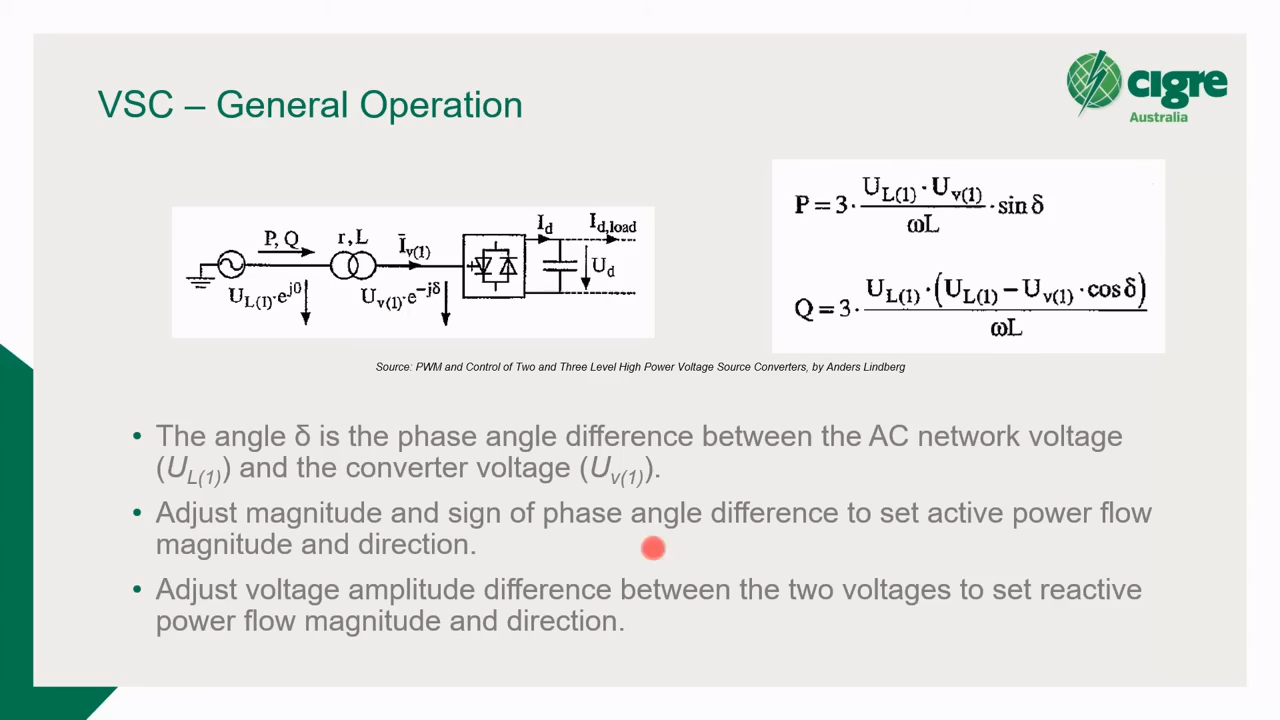 VSC – General Operation
cigre
Australia
P, Q
r, L
Ī_v(1)
I_d
I_d,load
U_d
U_L(1)·e^j0
U_v(1)·e^-jδ
P = 3 · U_L(1) · U_v(1) / ωL · sin δ
Q = 3 · U_L(1) · (U_L(1) – U_v(1) · cos δ) / ωL
Source: PWM and Control of Two and Three Level High Power Voltage Source Converters, by Anders Lindberg
• The angle δ is the phase angle difference between the AC network voltage
(U_L(1)) and the converter voltage (U_v(1)).
• Adjust magnitude and sign of phase angle difference to set active power flow
magnitude and direction.
• Adjust voltage amplitude difference between the two voltages to set reactive
power flow magnitude and direction.